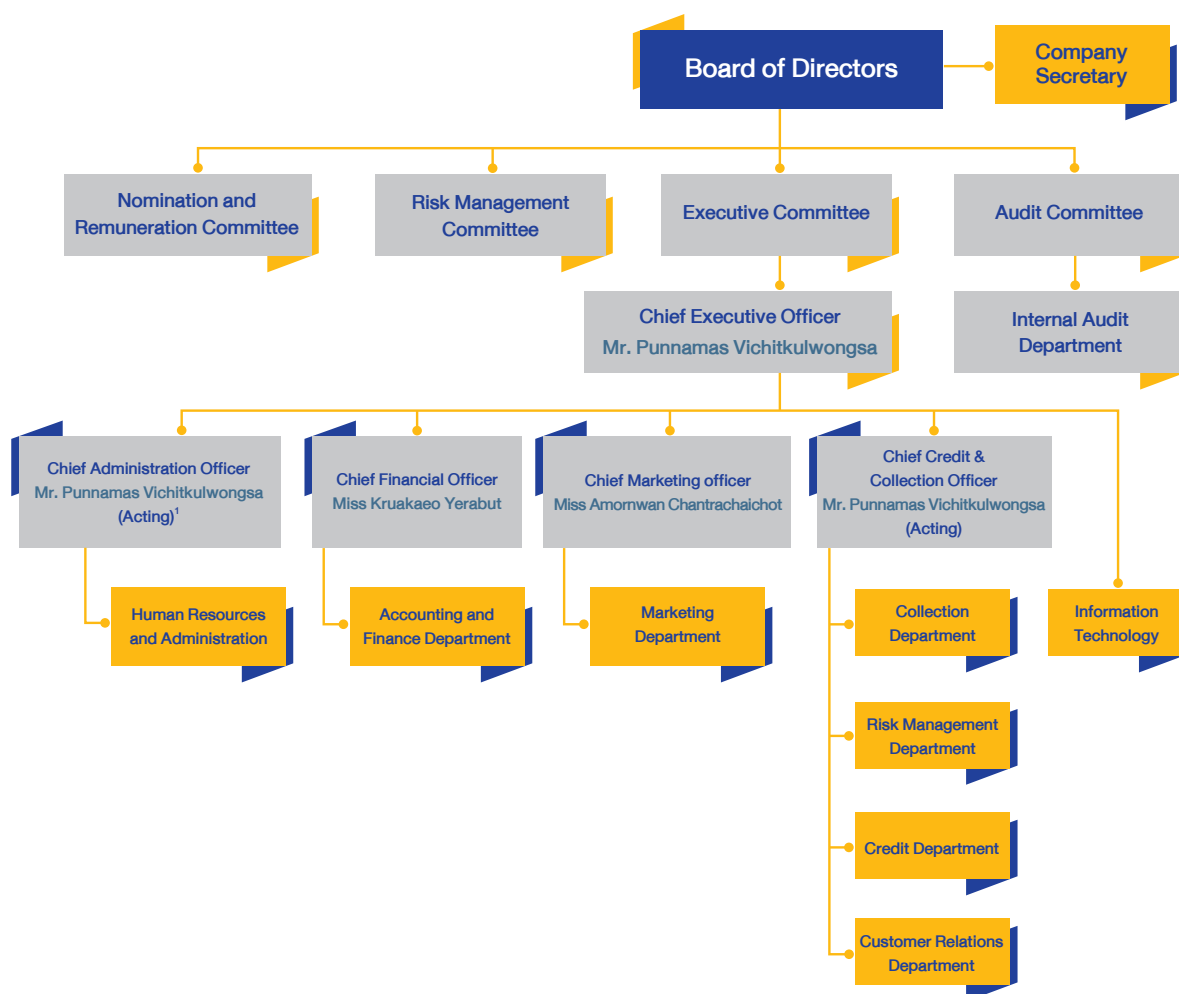 Board of Directors
Company
Secretary
Nomination and
Remuneration Committee
Risk Management
Committee
Executive Committee
Audit Committee
Chief Executive Officer
Mr. Punnamas Vichitkulwongsa
Internal Audit
Department
Chief Administration Officer
Mr. Punnamas Vichitkulwongsa
(Acting)¹
Chief Financial Officer
Miss Kruakaeo Yerabut
Chief Marketing officer
Miss Amornwan Chantrachaichot
Chief Credit &
Collection Officer
Mr. Punnamas Vichitkulwongsa
(Acting)
Human Resources
and Administration
Accounting and
Finance Department
Marketing
Department
Collection
Department
Information
Technology
Risk Management
Department
Credit Department
Customer Relations
Department